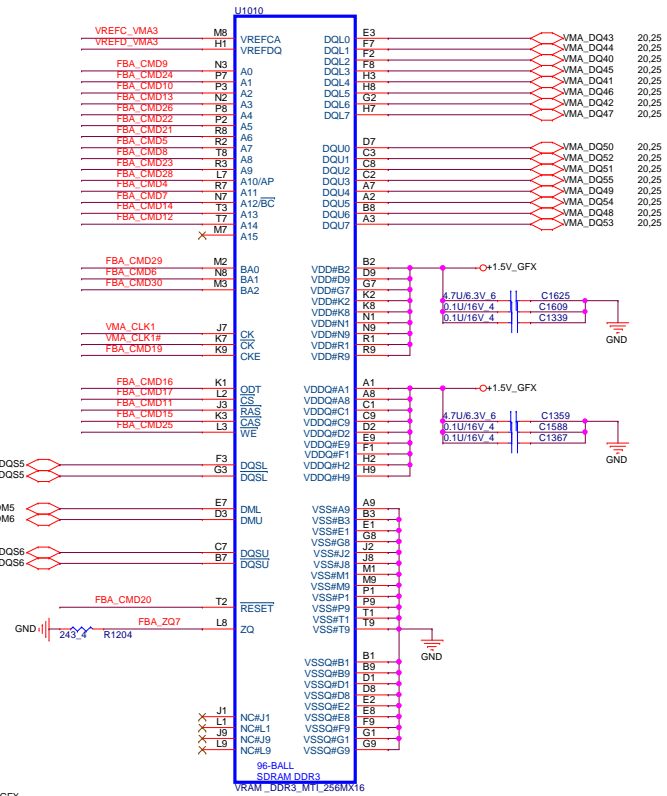 U1010
VREFC_VMA3 M8 VREFCA DQL0 E3 VMA_DQ43 20,25
VREFD_VMA3 H1 VREFDQ DQL1 F7 VMA_DQ44 20,25
DQL2 F2 VMA_DQ40 20,25
FBA_CMD9 N3 A0 DQL3 F8 VMA_DQ45 20,25
FBA_CMD24 P7 A1 DQL4 H3 VMA_DQ41 20,25
FBA_CMD10 P3 A2 DQL5 H8 VMA_DQ46 20,25
FBA_CMD13 N2 A3 DQL6 G2 VMA_DQ42 20,25
FBA_CMD26 P8 A4 DQL7 H7 VMA_DQ47 20,25
FBA_CMD22 P2 A5
FBA_CMD21 R8 A6
FBA_CMD5 R2 A7 DQU0 D7 VMA_DQ50 20,25
FBA_CMD8 T8 A8 DQU1 C3 VMA_DQ52 20,25
FBA_CMD23 R3 A9 DQU2 C8 VMA_DQ51 20,25
FBA_CMD28 L7 A10/AP DQU3 C2 VMA_DQ55 20,25
FBA_CMD4 R7 A11 DQU4 A7 VMA_DQ49 20,25
FBA_CMD7 N7 A12/BC DQU5 A2 VMA_DQ54 20,25
FBA_CMD14 T3 A13 DQU6 B8 VMA_DQ48 20,25
FBA_CMD12 T7 A14 DQU7 A3 VMA_DQ53 20,25
M7 A15
FBA_CMD29 M2 BA0 VDD#B2 B2 +1.5V_GFX
FBA_CMD6 N8 BA1 VDD#D9 D9
FBA_CMD30 M3 BA2 VDD#G7 G7
VDD#K2 K2 4.7U/6.3V_6 C1625
VDD#K8 K8 0.1U/16V_4 C1609
VDD#N1 N1 0.1U/16V_4 C1339
VMA_CLK1 J7 CK VDD#N9 N9
VMA_CLK1# K7 CK VDD#R1 R1 GND
FBA_CMD19 K9 CKE VDD#R9 R9
FBA_CMD16 K1 ODT VDDQ#A1 A1 +1.5V_GFX
FBA_CMD17 L2 CS VDDQ#A8 A8
FBA_CMD11 J3 RAS VDDQ#C1 C1
FBA_CMD15 K3 CAS VDDQ#C9 C9 4.7U/6.3V_6 C1359
FBA_CMD25 L3 WE VDDQ#D2 D2 0.1U/16V_4 C1588
VDDQ#E9 E9 0.1U/16V_4 C1367
VDDQ#F1 F1
DQS5 F3 DQSL VDDQ#H2 H2 GND
DQS5 G3 DQSL VDDQ#H9 H9
M5 E7 DML VSS#A9 A9
M6 D3 DMU VSS#B3 B3
VSS#E1 E1
VSS#G8 G8
DQS6 C7 DQSU VSS#J2 J2
DQS6 B7 DQSU VSS#J8 J8
VSS#M1 M1
VSS#M9 M9
VSS#P1 P1
FBA_CMD20 T2 RESET VSS#P9 P9
VSS#T1 T1
GND 243_4 R1204 FBA_ZQ7 L8 ZQ VSS#T9 T9
GND
VSSQ#B1 B1
VSSQ#B9 B9
VSSQ#D1 D1
VSSQ#D8 D8
VSSQ#E2 E2
J1 NC#J1 VSSQ#E8 E8
L1 NC#L1 VSSQ#F9 F9
J9 NC#J9 VSSQ#G1 G1
L9 NC#L9 VSSQ#G9 G9
96-BALL
SDRAM DDR3
VRAM _DDR3_MTI_256MX16